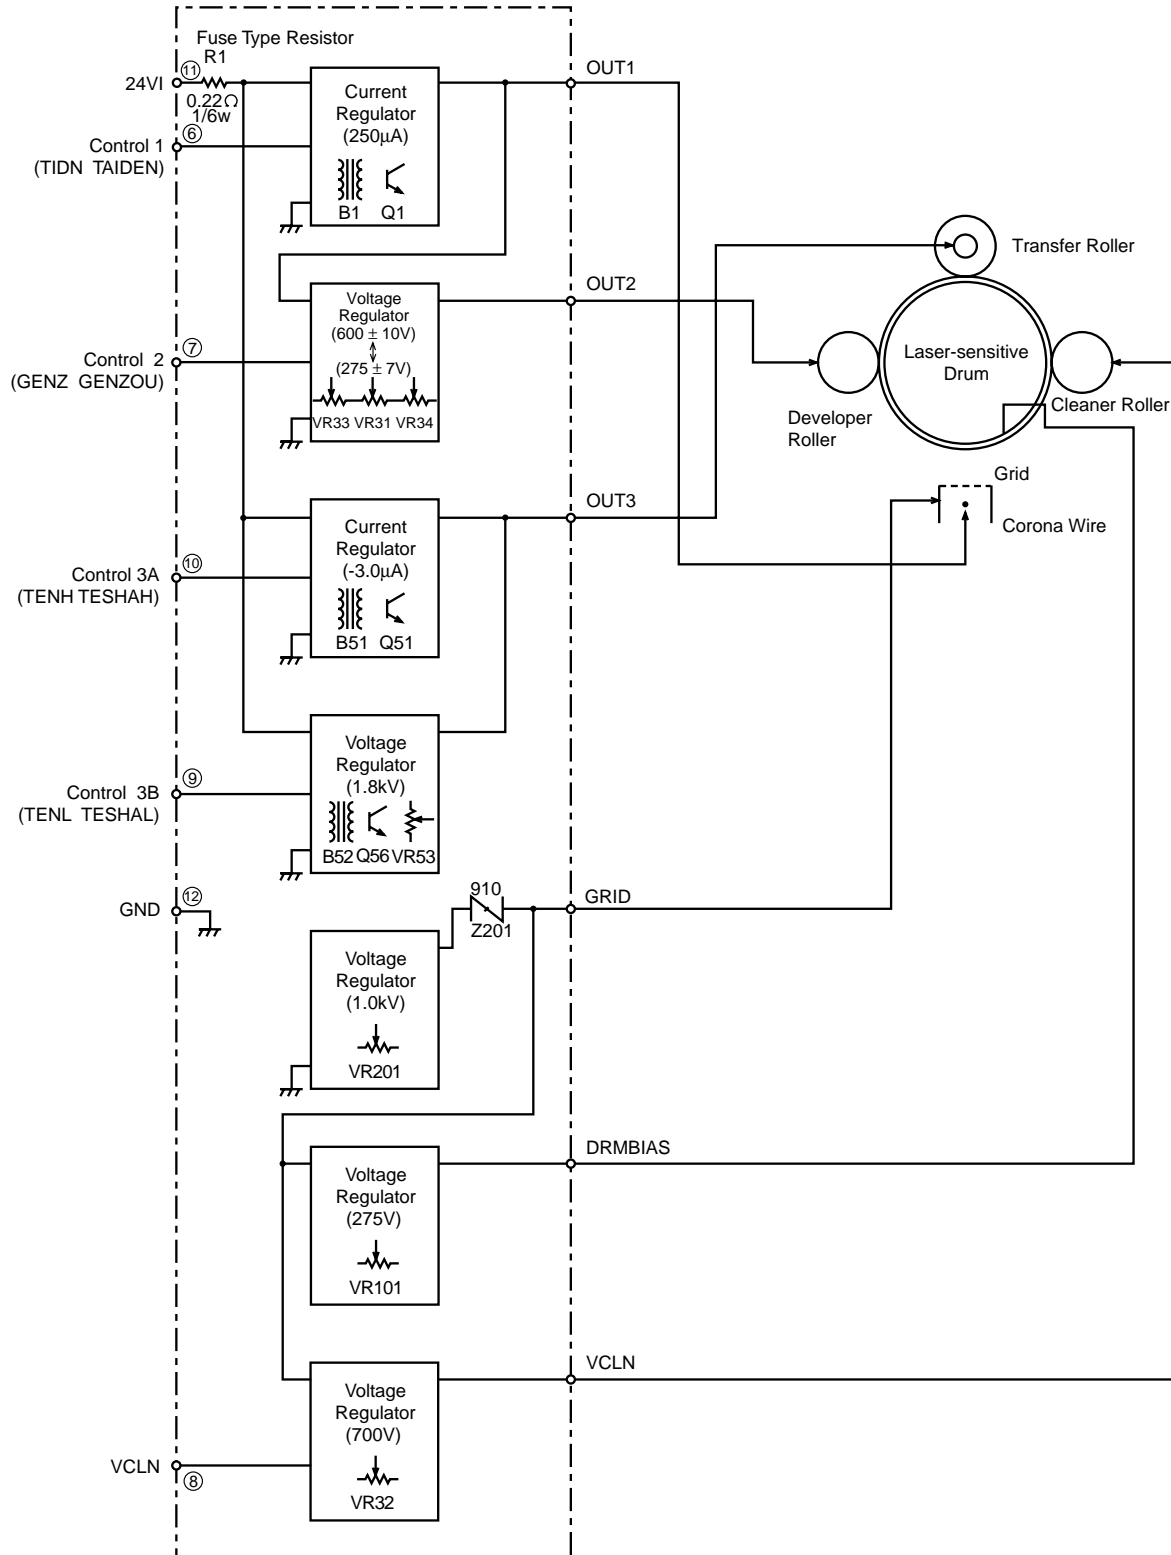 Fuse Type Resistor
R1
24VI
11
0.22Ω
1/6w
OUT1
Current
Regulator
(250µA)
B1 Q1
Control 1
(TIDN TAIDEN)
6
Transfer Roller
OUT2
Voltage
Regulator
(600 ± 10V)
(275 ± 7V)
VR33 VR31 VR34
Control 2
(GENZ GENZOU)
7
Laser-sensitive
Drum
Developer
Roller
Cleaner Roller
Grid
Corona Wire
OUT3
Current
Regulator
(-3.0µA)
B51 Q51
Control 3A
(TENH TESHAH)
10
Voltage
Regulator
(1.8kV)
B52 Q56 VR53
Control 3B
(TENL TESHAL)
9
GND
12
910
Z201
GRID
Voltage
Regulator
(1.0kV)
VR201
DRMBIAS
Voltage
Regulator
(275V)
VR101
VCLN
Voltage
Regulator
(700V)
VR32
VCLN
8